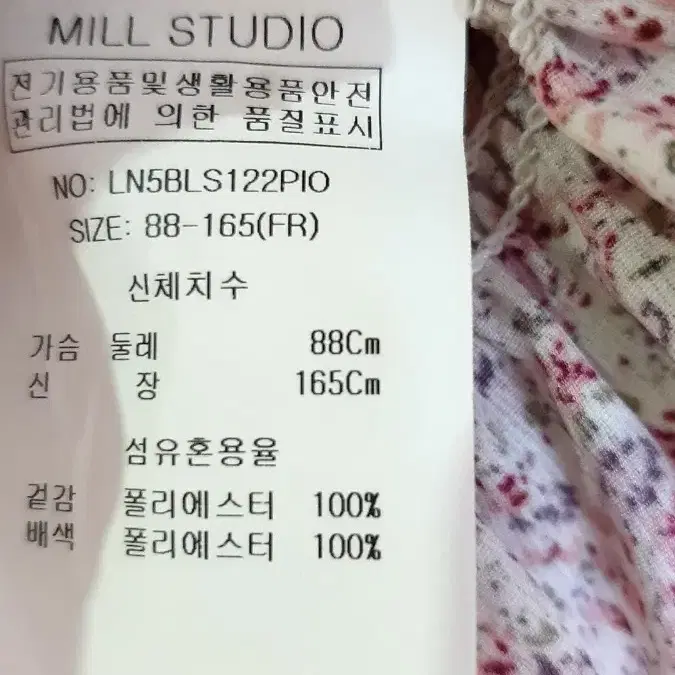 MILL STUDIO
전기용품및생활용품안전
관리법에 의한 품질표시
NO: LN5BLS122PIO
SIZE: 88-165(FR)
신체치수
가슴 둘레 88Cm
신 장 165Cm
섬유혼용율
겉감 폴리에스터 100%
배색 폴리에스터 100%